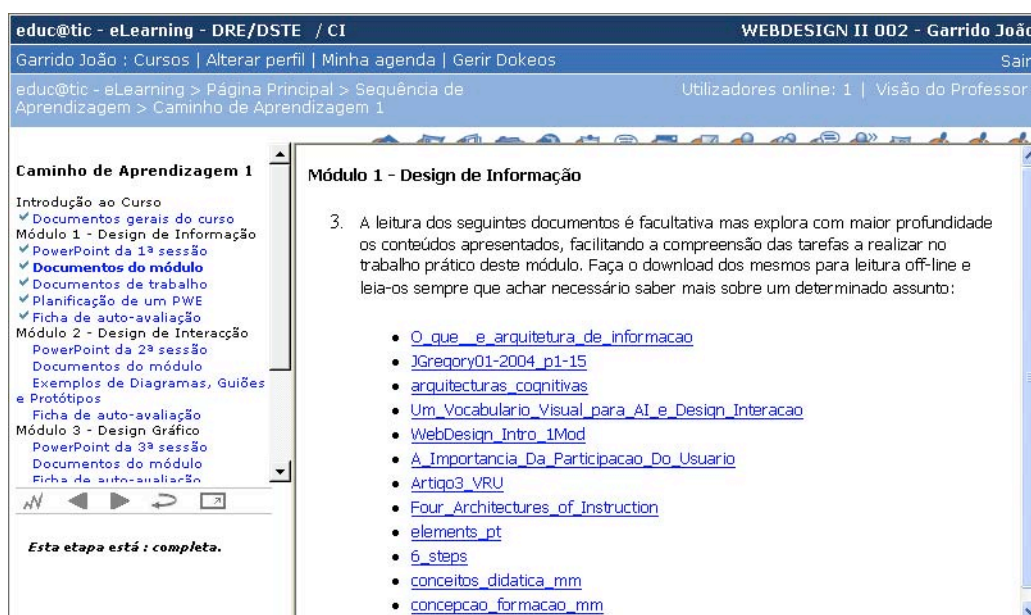 educ@tic - eLearning - DRE/DSTE / CI
WEBDESIGN II 002 - Garrido João
Garrido João : Cursos | Alterar perfil | Minha agenda | Gerir Dokeos
Sair
educ@tic - eLearning > Página Principal > Sequência de
Aprendizagem > Caminho de Aprendizagem 1
Utilizadores online: 1 | Visão do Professor
Caminho de Aprendizagem 1
Introdução ao Curso
Documentos gerais do curso
Módulo 1 - Design de Informação
PowerPoint da 1ª sessão
Documentos do módulo
Documentos de trabalho
Planificação de um PWE
Ficha de auto-avaliação
Módulo 2 - Design de Interacção
PowerPoint da 2ª sessão
Documentos do módulo
Exemplos de Diagramas, Guiões
e Protótipos
Ficha de auto-avaliação
Módulo 3 - Design Gráfico
PowerPoint da 3ª sessão
Documentos do módulo
Ficha de auto-avaliação
Esta etapa está : completa.
Módulo 1 - Design de Informação
3. A leitura dos seguintes documentos é facultativa mas explora com maior profundidade
os conteúdos apresentados, facilitando a compreensão das tarefas a realizar no
trabalho prático deste módulo. Faça o download dos mesmos para leitura off-line e
leia-os sempre que achar necessário saber mais sobre um determinado assunto:
• O_que__e_arquitetura_de_informacao
• JGregory01-2004_p1-15
• arquitecturas_cognitivas
• Um_Vocabulario_Visual_para_AI_e_Design_Interacao
• WebDesign_Intro_1Mod
• A_Importancia_Da_Participacao_Do_Usuario
• Artigo3_VRU
• Four_Architectures_of_Instruction
• elements_pt
• 6_steps
• conceitos_didatica_mm
• concepcao_formacao_mm